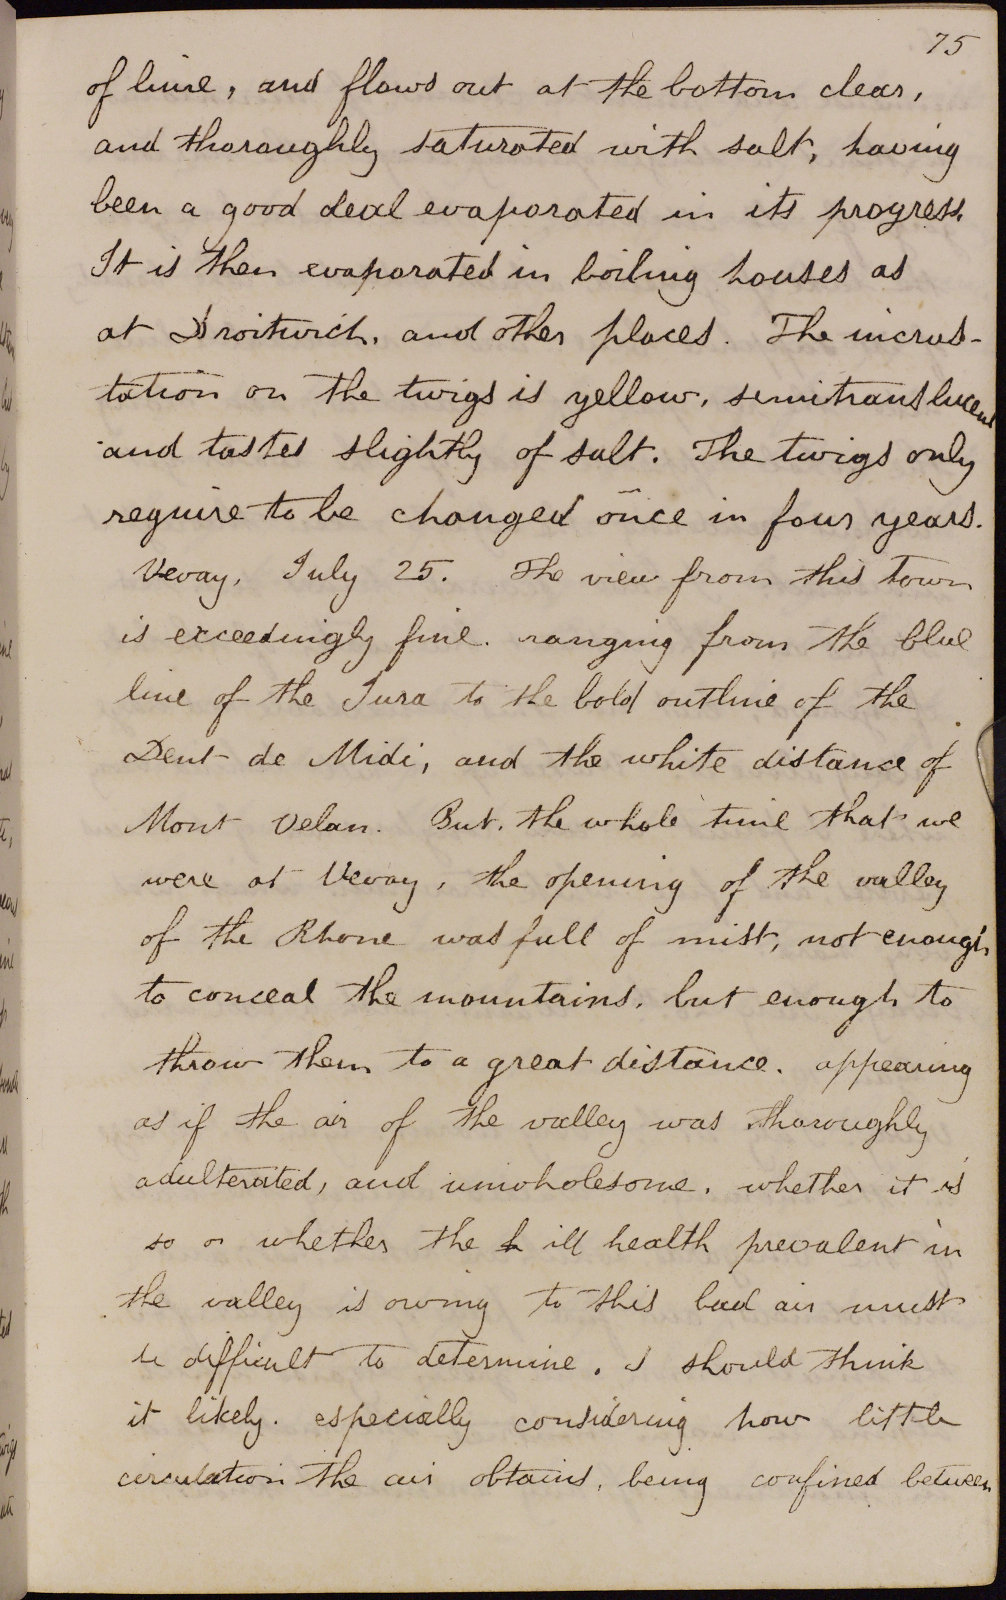 75
of lime, and flows out at the bottom clear,
and thoroughly saturated with salt, having
been a good deal evaporated in its progress.
It is then evaporated in boiling houses as
at Droitwich, and other places. The incrus-
tation on the twigs is yellow, semitranslucent
and tastes slightly of salt. The twigs only
require to be changed once in four years.
Vevay, July 25. The view from this town
is exceedingly fine. ranging from the blue
line of the Jura to the bold outline of the
Dent de Midi, and the white distance of
Mont Velan. But, the whole time that we
were at Vevay, the opening of the valley
of the Rhone was full of mist, not enough
to conceal the mountains, but enough to
throw them to a great distance. appearing
as if the air of the valley was thoroughly
adulterated, and unwholesome. whether it is
so or whether the h ill health prevalent in
the valley is owing to this bad air must
be difficult to determine. I should think
it likely. especially considering how little
circulation the air obtains, being confined between